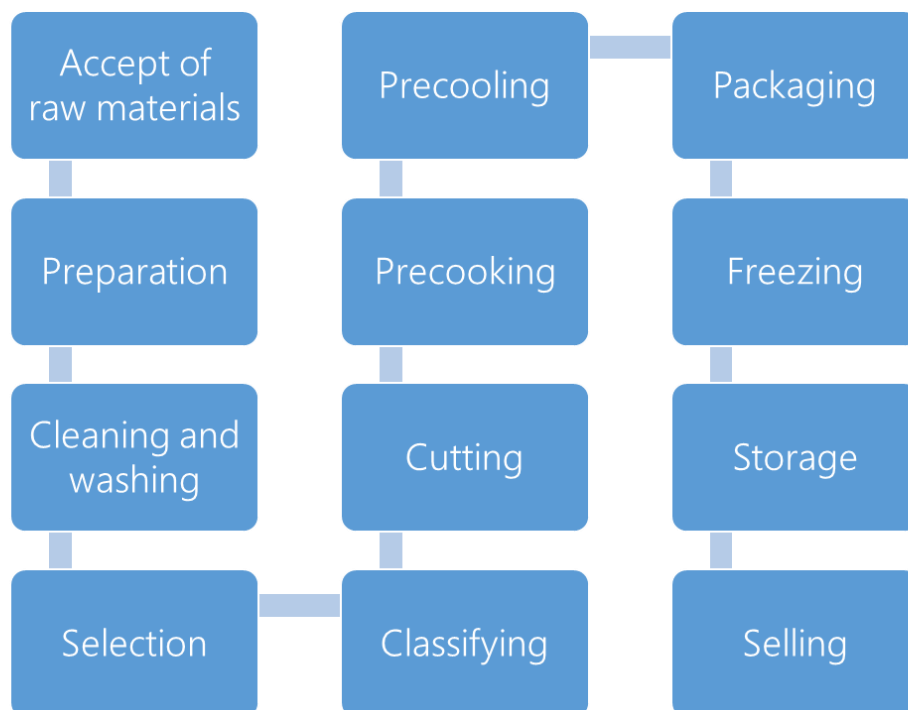 Accept of
raw materials
Preparation
Cleaning and
washing
Selection
Classifying
Cutting
Precooking
Precooling
Packaging
Freezing
Storage
Selling